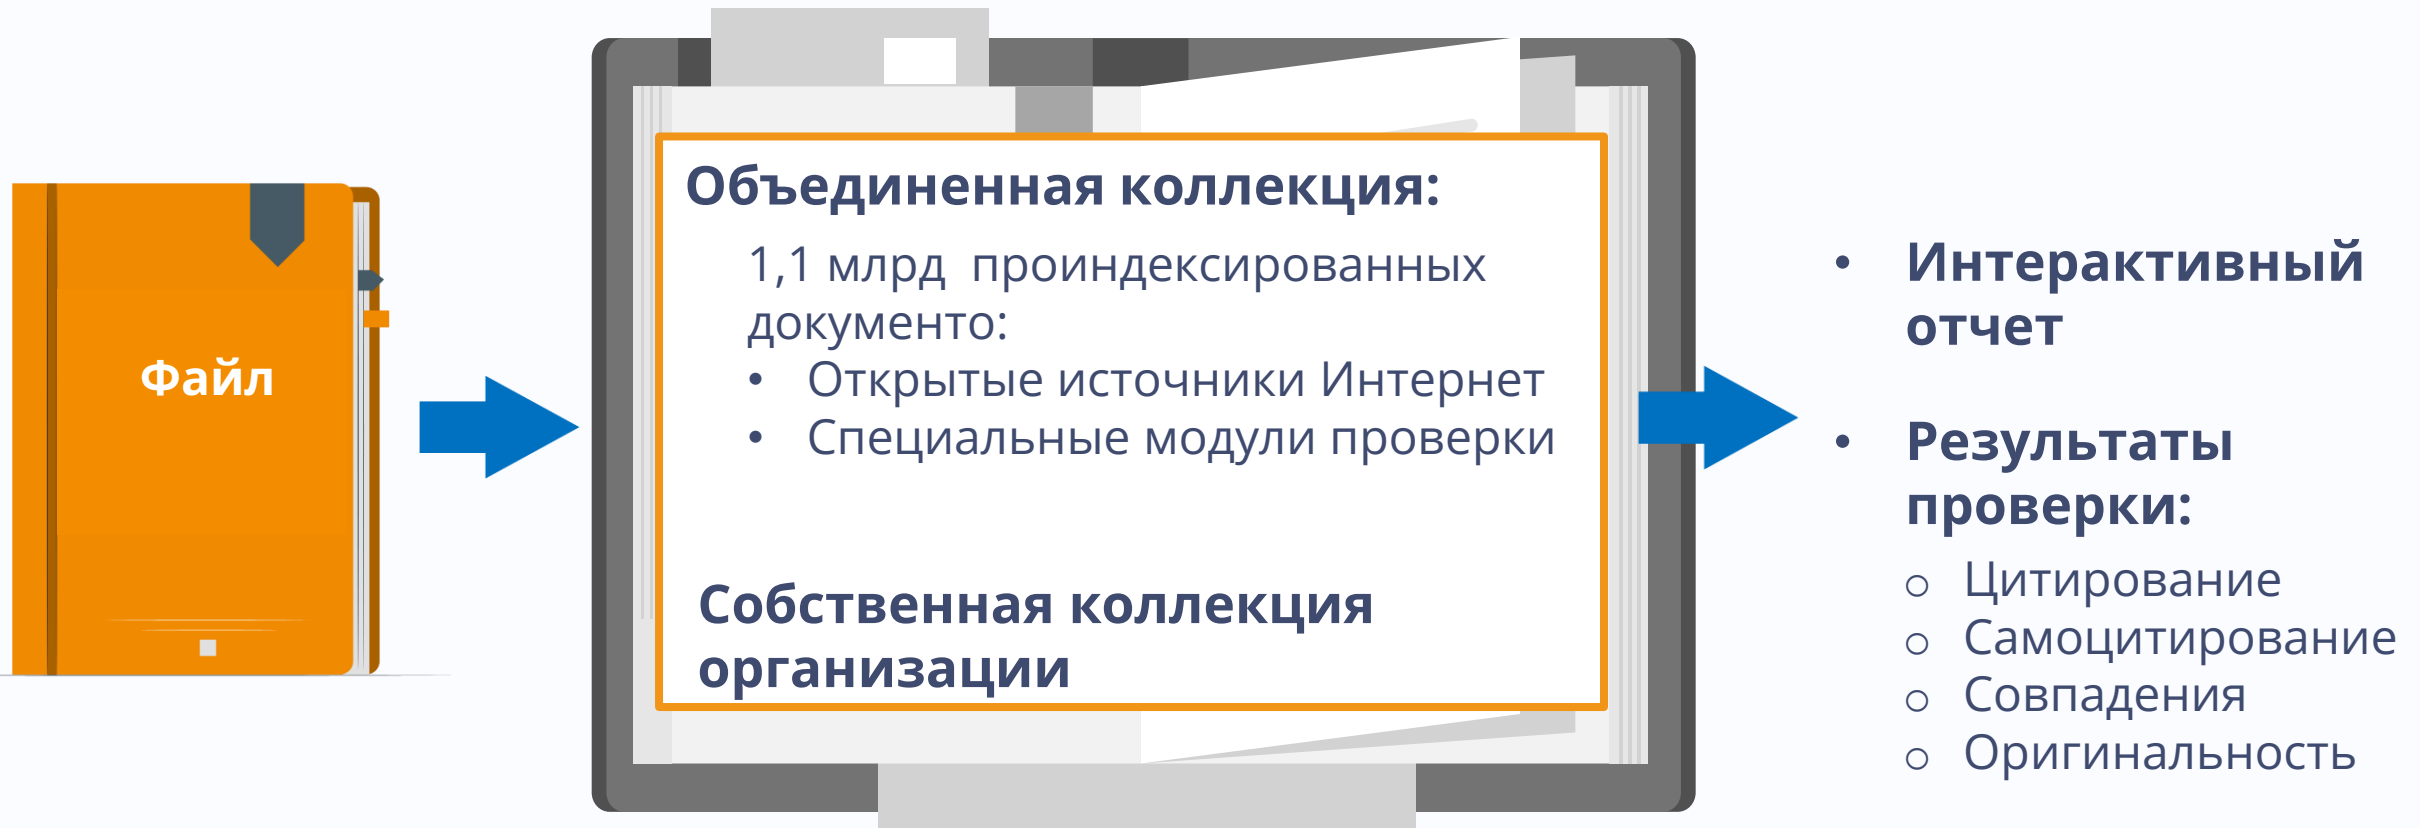 Файл
Объединенная коллекция:
1,1 млрд  проиндексированных
документо:
• Открытые источники Интернет
• Специальные модули проверки
Собственная коллекция
организации
• Интерактивный
отчет
• Результаты
проверки:
○ Цитирование
○ Самоцитирование
○ Совпадения
○ Оригинальность